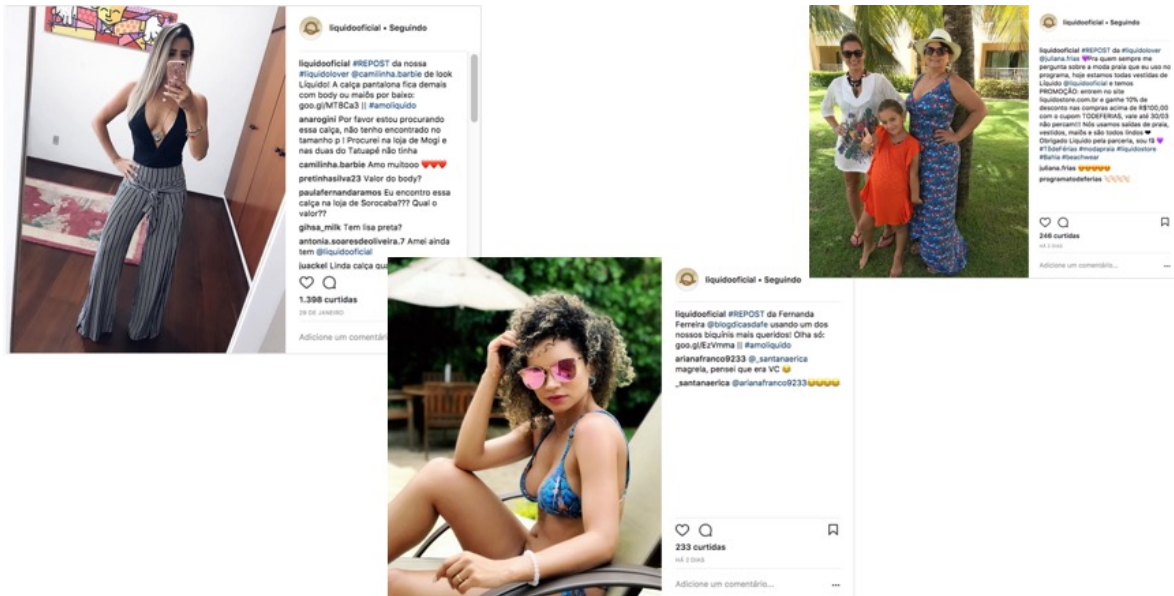 liquidooficial • Seguindo
liquidooficial #REPOST da nossa
#liquidolover @camilinha.barbie de look
Líquido! A calça pantalona fica demais
com body ou maiôs por baixo:
goo.gl/MT8Ca3 || #amoliquido
anarogini Por favor estou procurando
essa calça, não tenho encontrado no
tamanho p ! Procurei na loja de Mogi e
nas duas do Tatuapé não tinha
camilinha.barbie Amo muitooo ❤❤❤
pretinhasilva23 Valor do body?
paulafernandaramos Eu encontro essa
calça na loja de Sorocaba??? Qual o
valor??
gihsa_milk Tem lisa preta?
antonia.soaresdeoliveira.7 Amei ainda
tem @liquidooficial
juackel Linda calça qua
1.398 curtidas
29 DE JANEIRO
Adicione um comentári
liquidooficial • Seguindo
liquidooficial #REPOST da #liquidolover
@juliana.frias 💜Pra quem sempre me
pergunta sobre a moda praia que eu uso no
programa, hoje estamos todas vestidas de
Líquido @liquidooficial e temos
PROMOÇÃO: entrem no site
liquidostore.com.br e ganhe 10% de
desconto nas compras acima de R$100,00
com o cupom TODEFERIAS, vale até 30/03
não percam!!! Nós usamos saídas de praia,
vestidos, maiôs e são todos lindos ❤
Obrigado Liquido pela parceria, sou fã 💜
#TôdeFérias #modapraia #liquidostore
#Bahia #beachwear
juliana.frias 😍😍😍😍😍
programatodeferias 👏🏻👏🏻👏🏻👏🏻
246 curtidas
HÁ 3 DIAS
Adicione um comentário...
liquidooficial • Seguindo
liquidooficial #REPOST da Fernanda
Ferreira @blogdicasdafe usando um dos
nossos biquínis mais queridos! Olha só:
goo.gl/EzVmma || #amoliquido
arianafranco9233 @_santanaerica
magrela, pensei que era VC 😂
_santanaerica @arianafranco9233😂😂😂😂
233 curtidas
HÁ 2 DIAS
Adicione um comentário...